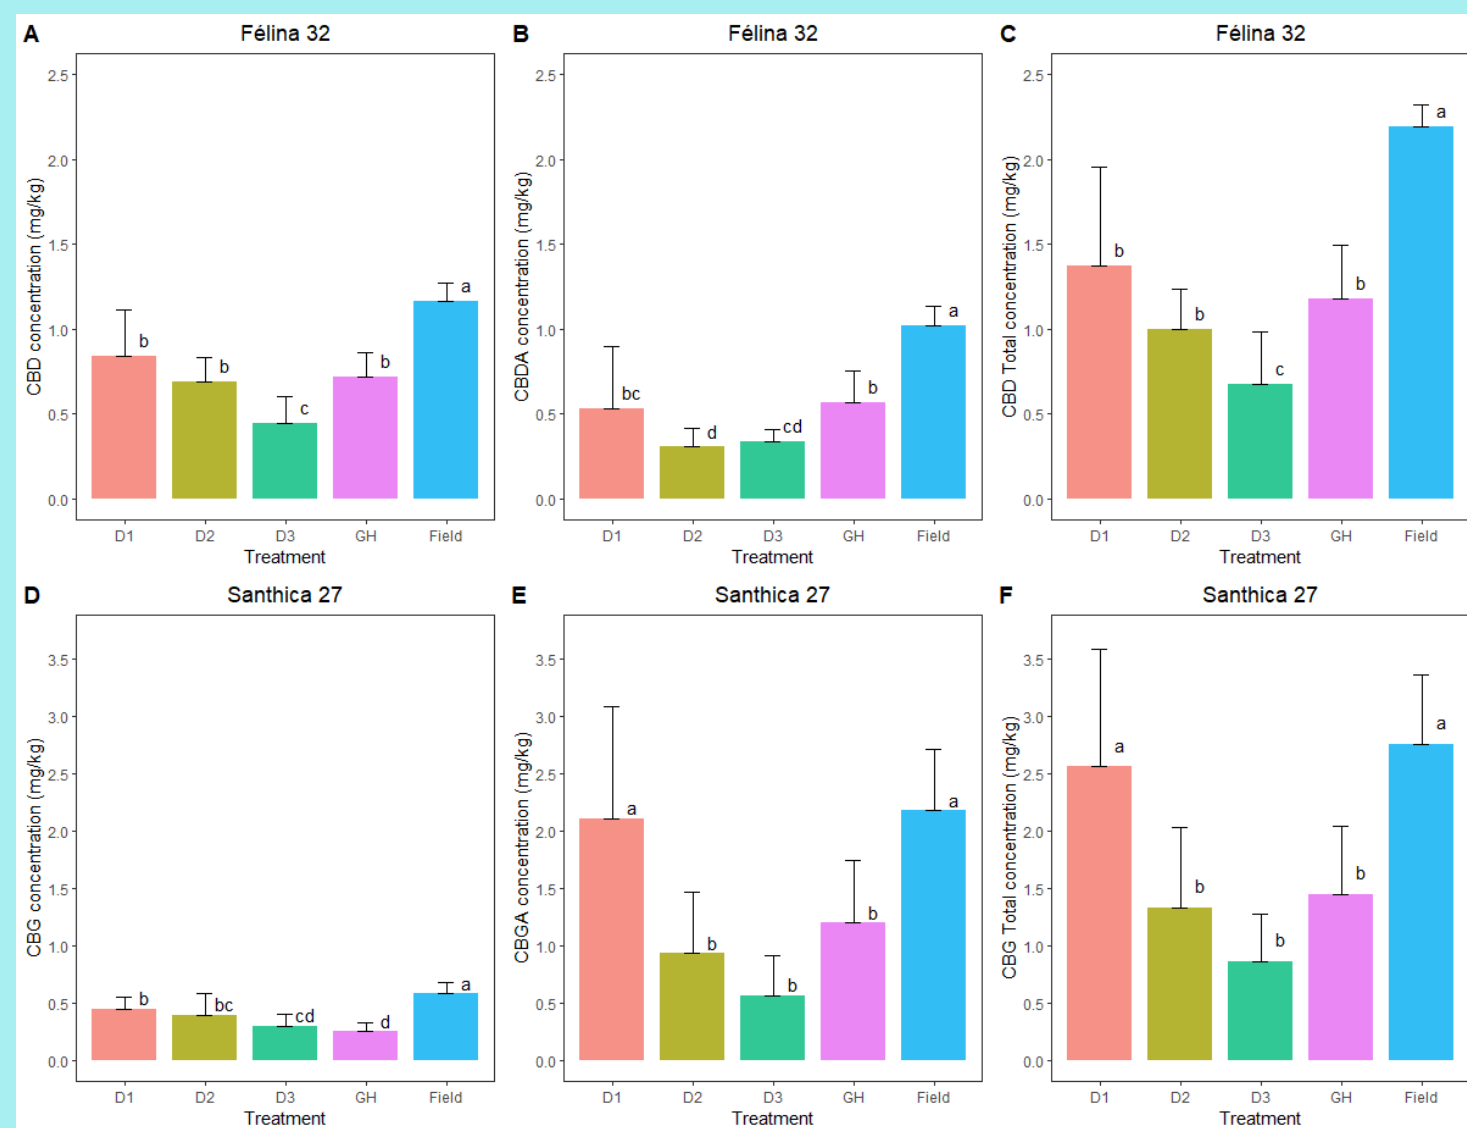 A Félina 32
CBD concentration (mg/kg)
2.5
2.0
1.5
1.0
0.5
0.0
b
b
c
b
a
D1 D2 D3 GH Field
Treatment
B Félina 32
CBDA concentration (mg/kg)
2.5
2.0
1.5
1.0
0.5
0.0
bc
d
cd
b
a
D1 D2 D3 GH Field
Treatment
C Félina 32
CBD Total concentration (mg/kg)
2.5
2.0
1.5
1.0
0.5
0.0
b
b
c
b
a
D1 D2 D3 GH Field
Treatment
D Santhica 27
CBG concentration (mg/kg)
3.5
3.0
2.5
2.0
1.5
1.0
0.5
0.0
b
bc
cd
d
a
D1 D2 D3 GH Field
Treatment
E Santhica 27
CBGA concentration (mg/kg)
3.5
3.0
2.5
2.0
1.5
1.0
0.5
0.0
a
b
b
b
a
D1 D2 D3 GH Field
Treatment
F Santhica 27
CBG Total concentration (mg/kg)
3.5
3.0
2.5
2.0
1.5
1.0
0.5
0.0
a
b
b
b
a
D1 D2 D3 GH Field
Treatment